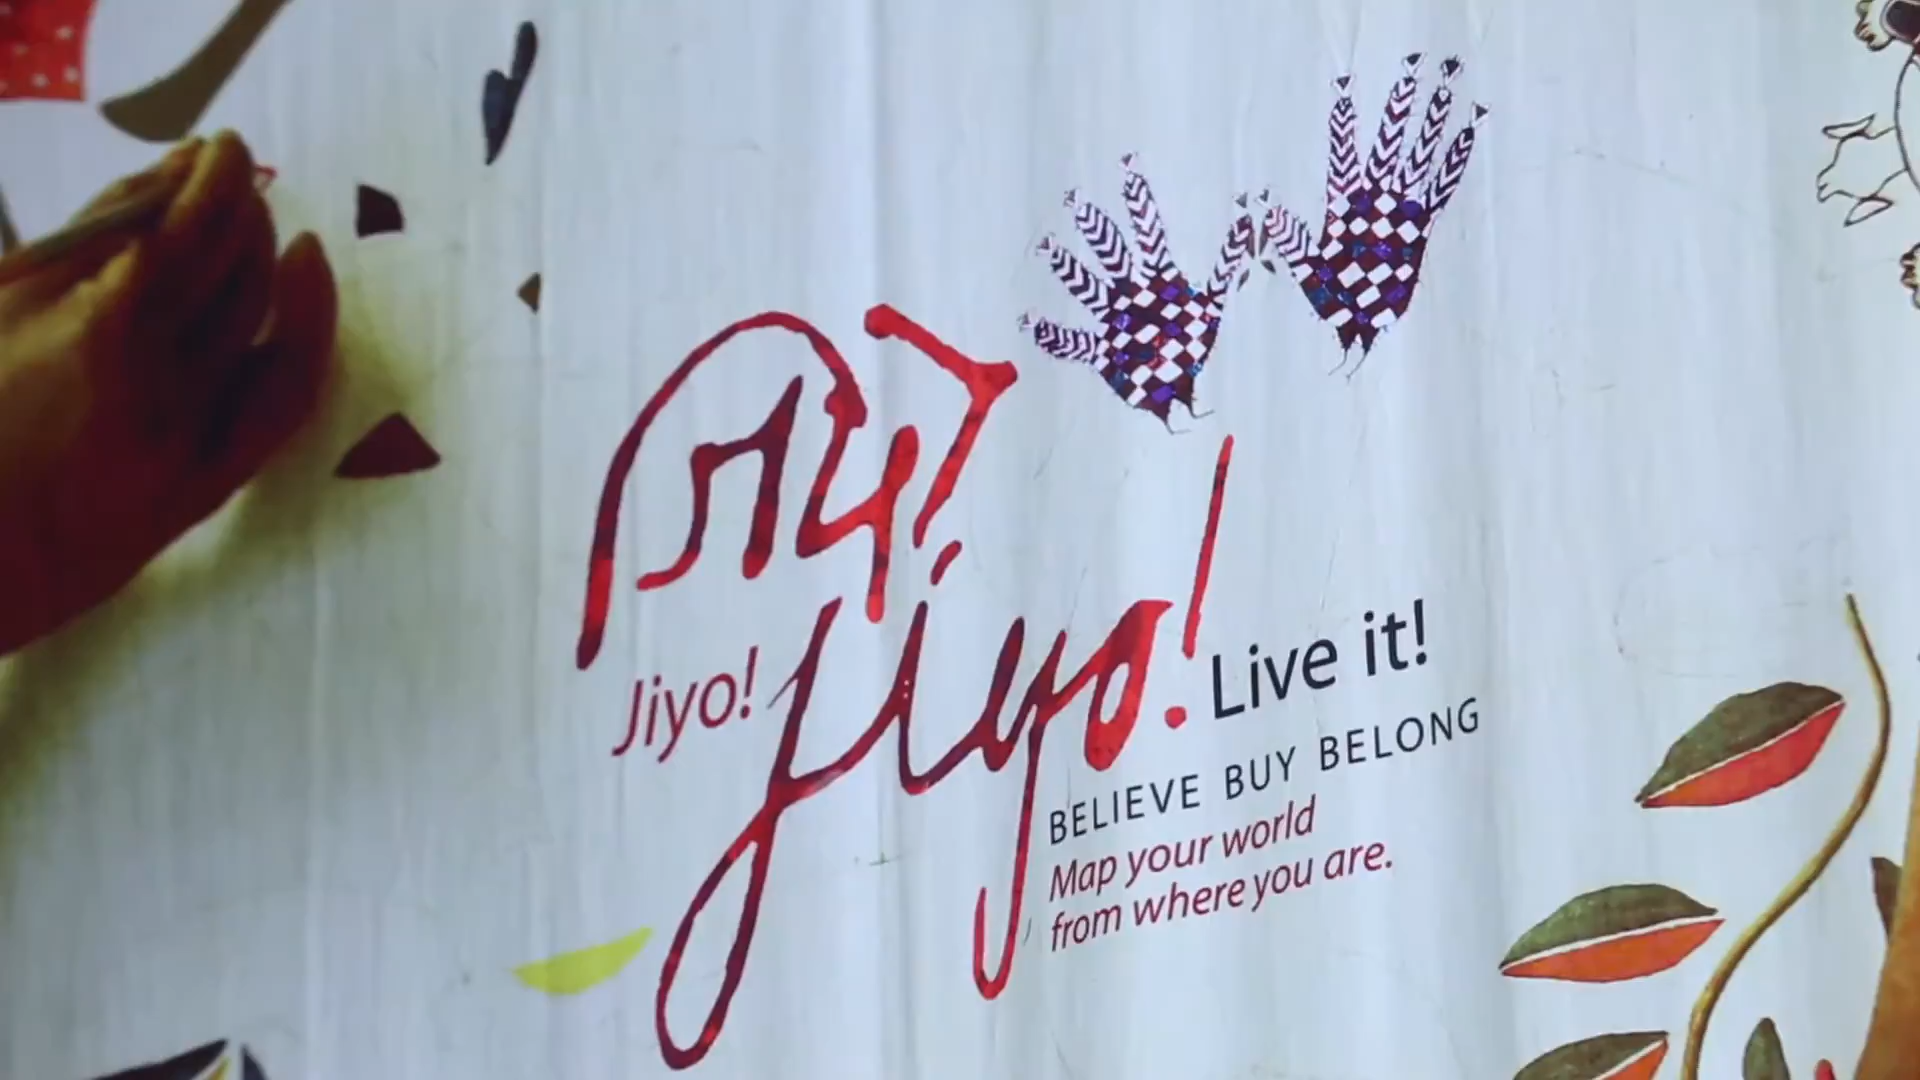 जियो
Jiyo!
jiyo!
Live it!
BELIEVE BUY BELONG
Map your world
from where you are.